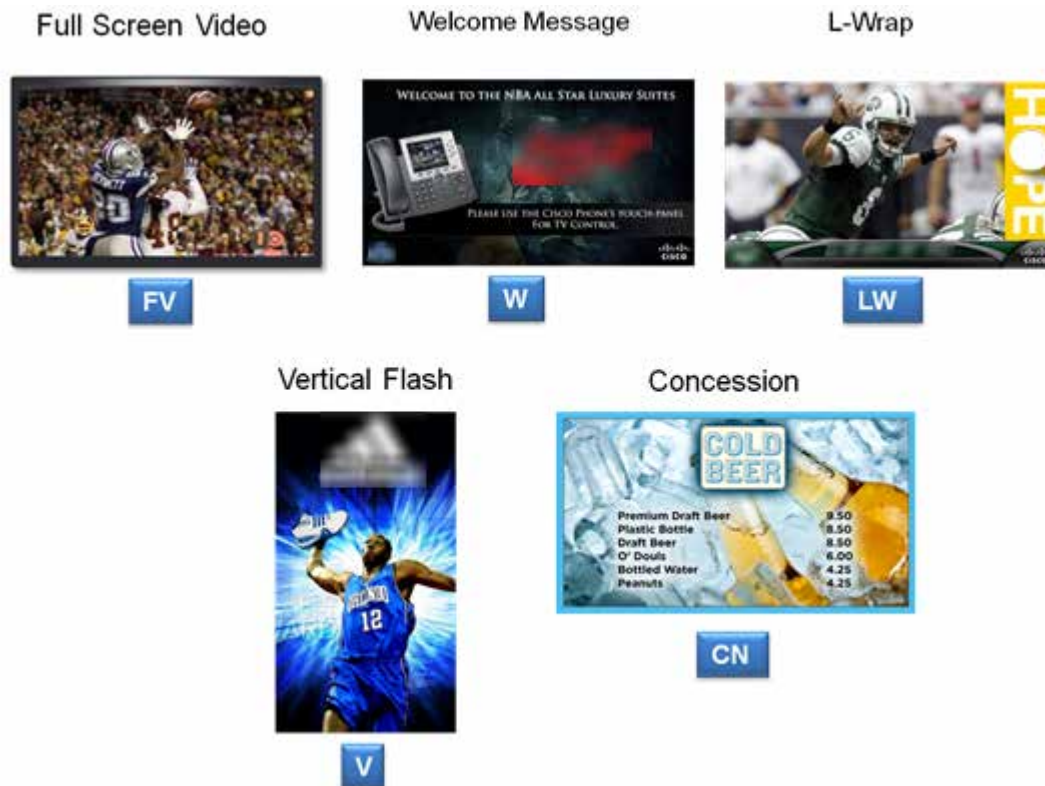 Full Screen Video
Welcome Message
L-Wrap
WELCOME TO THE NBA ALL STAR LUXURY SUITES
PLEASE USE THE CISCO PHONE'S TOUCH-PANEL
FOR TV CONTROL.
CISCO
HOPE
FV
W
LW
Vertical Flash
Concession
12
COLD
BEER
Premium Draft Beer 9.50
Plastic Bottle 8.50
Draft Beer 8.50
O' Douls 6.00
Bottled Water 4.25
Peanuts 4.25
CN
V